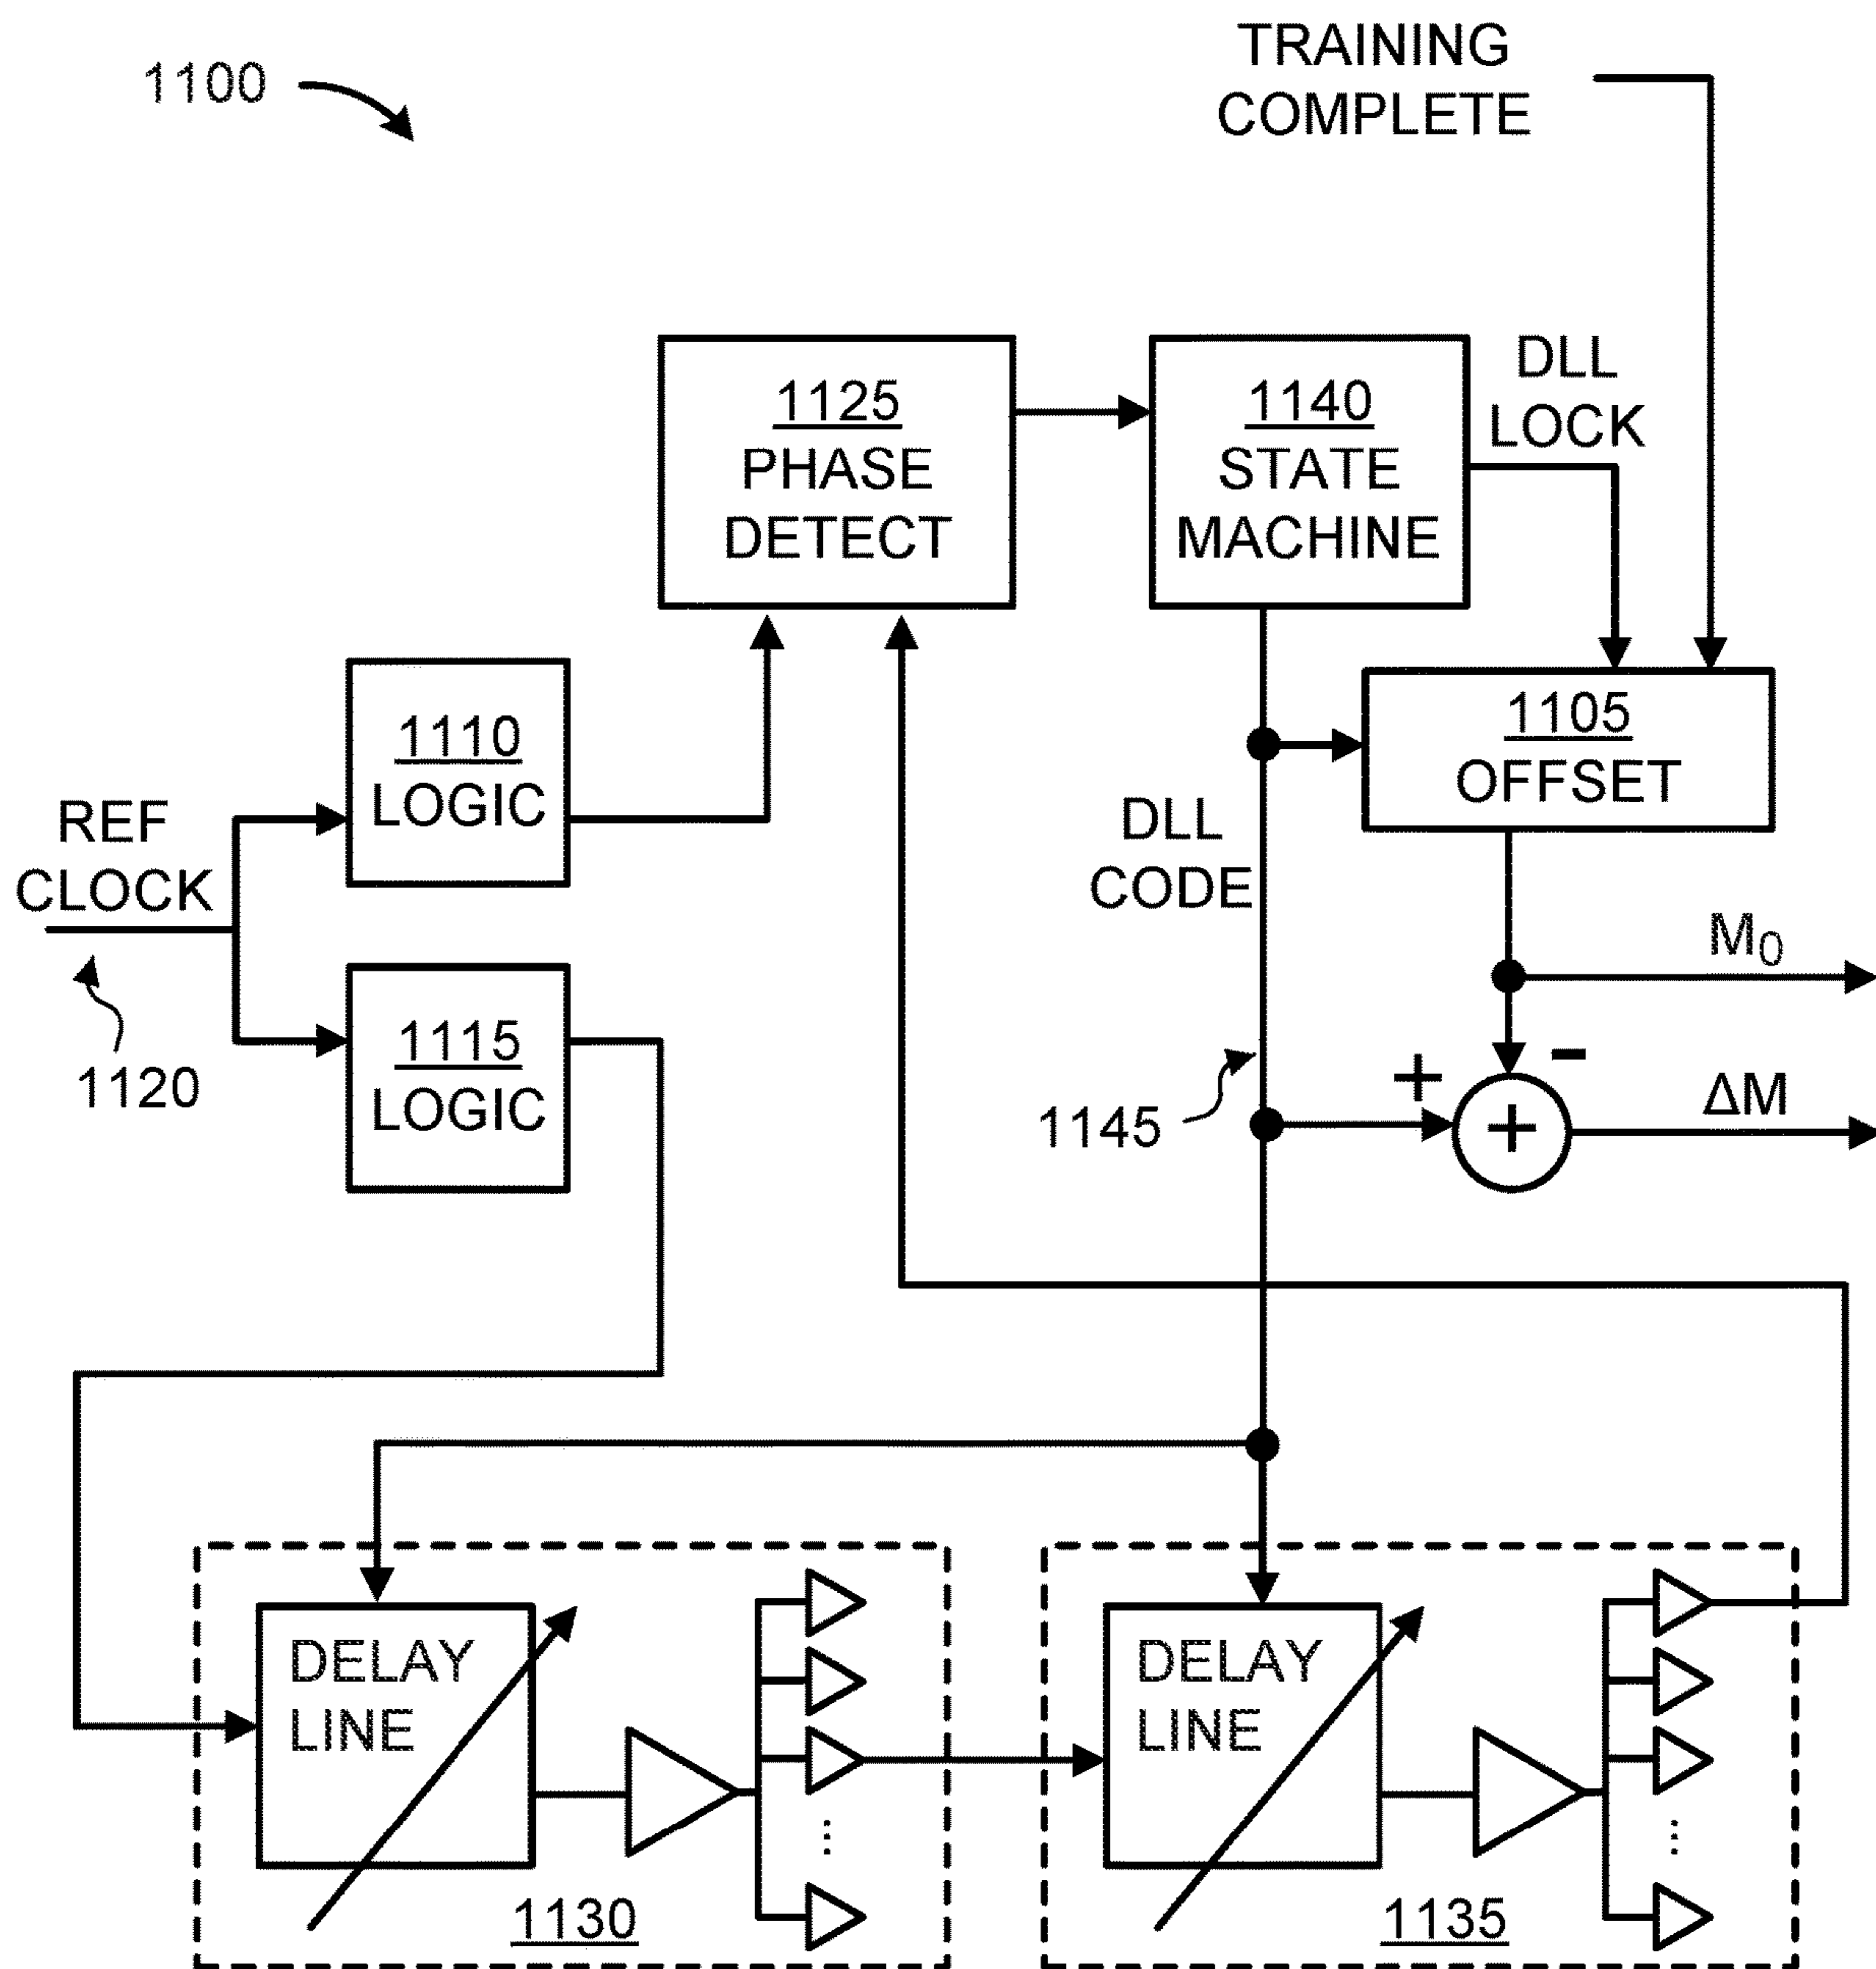 TRAINING
COMPLETE
1100
1125
PHASE
DETECT
1140
STATE
MACHINE
DLL
LOCK
1110
LOGIC
1105
OFFSET
REF
CLOCK
DLL
CODE
M0
1115
LOGIC
1120
1145
+
-
+
ΔM
DELAY
LINE
1130
DELAY
LINE
1135